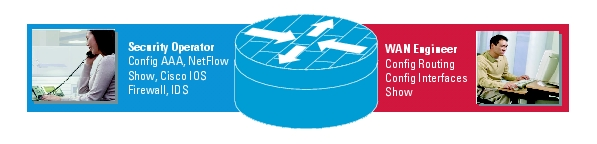 Security Operator
Config AAA, NetFlow
Show, Cisco IOS
Firewall, IDS
WAN Engineer
Config Routing
Config Interfaces
Show